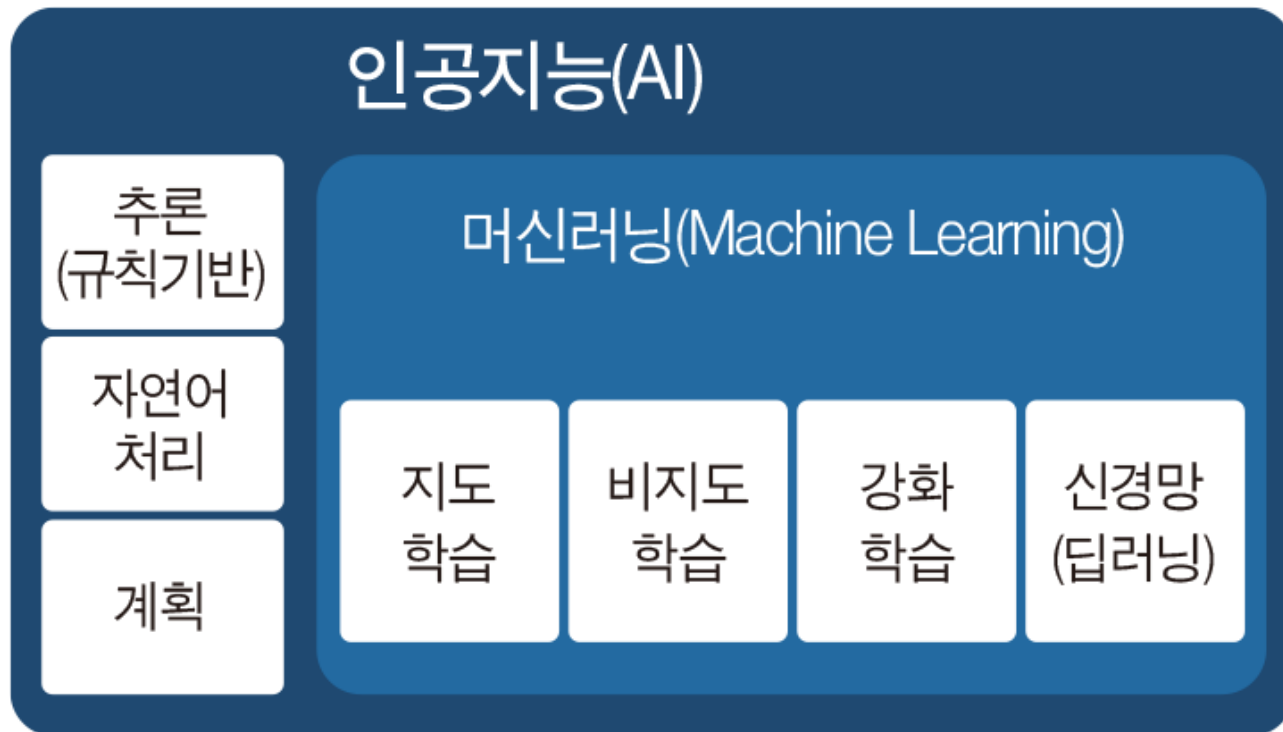 인공지능(AI)
추론
(규칙기반)
자연어
처리
계획
머신러닝(Machine Learning)
지도
학습
비지도
학습
강화
학습
신경망
(딥러닝)